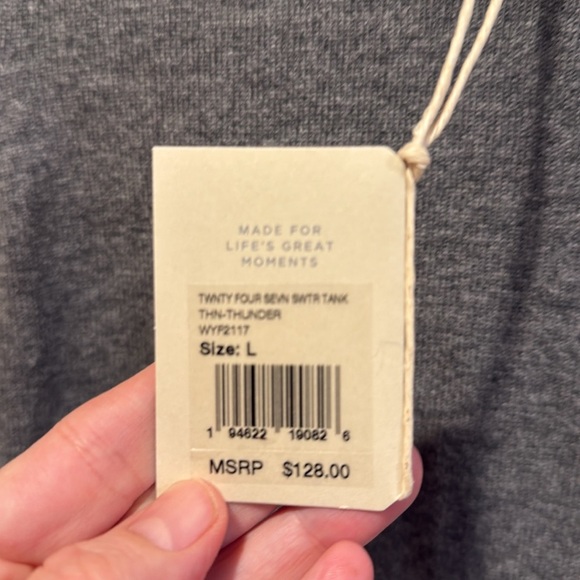 MADE FOR
LIFE'S GREAT
MOMENTS
TWNTY FOUR SEVN SWTR TANK
THN-THUNDER
WYF2117
Size: L
1 94622 19082 6
MSRP $128.00